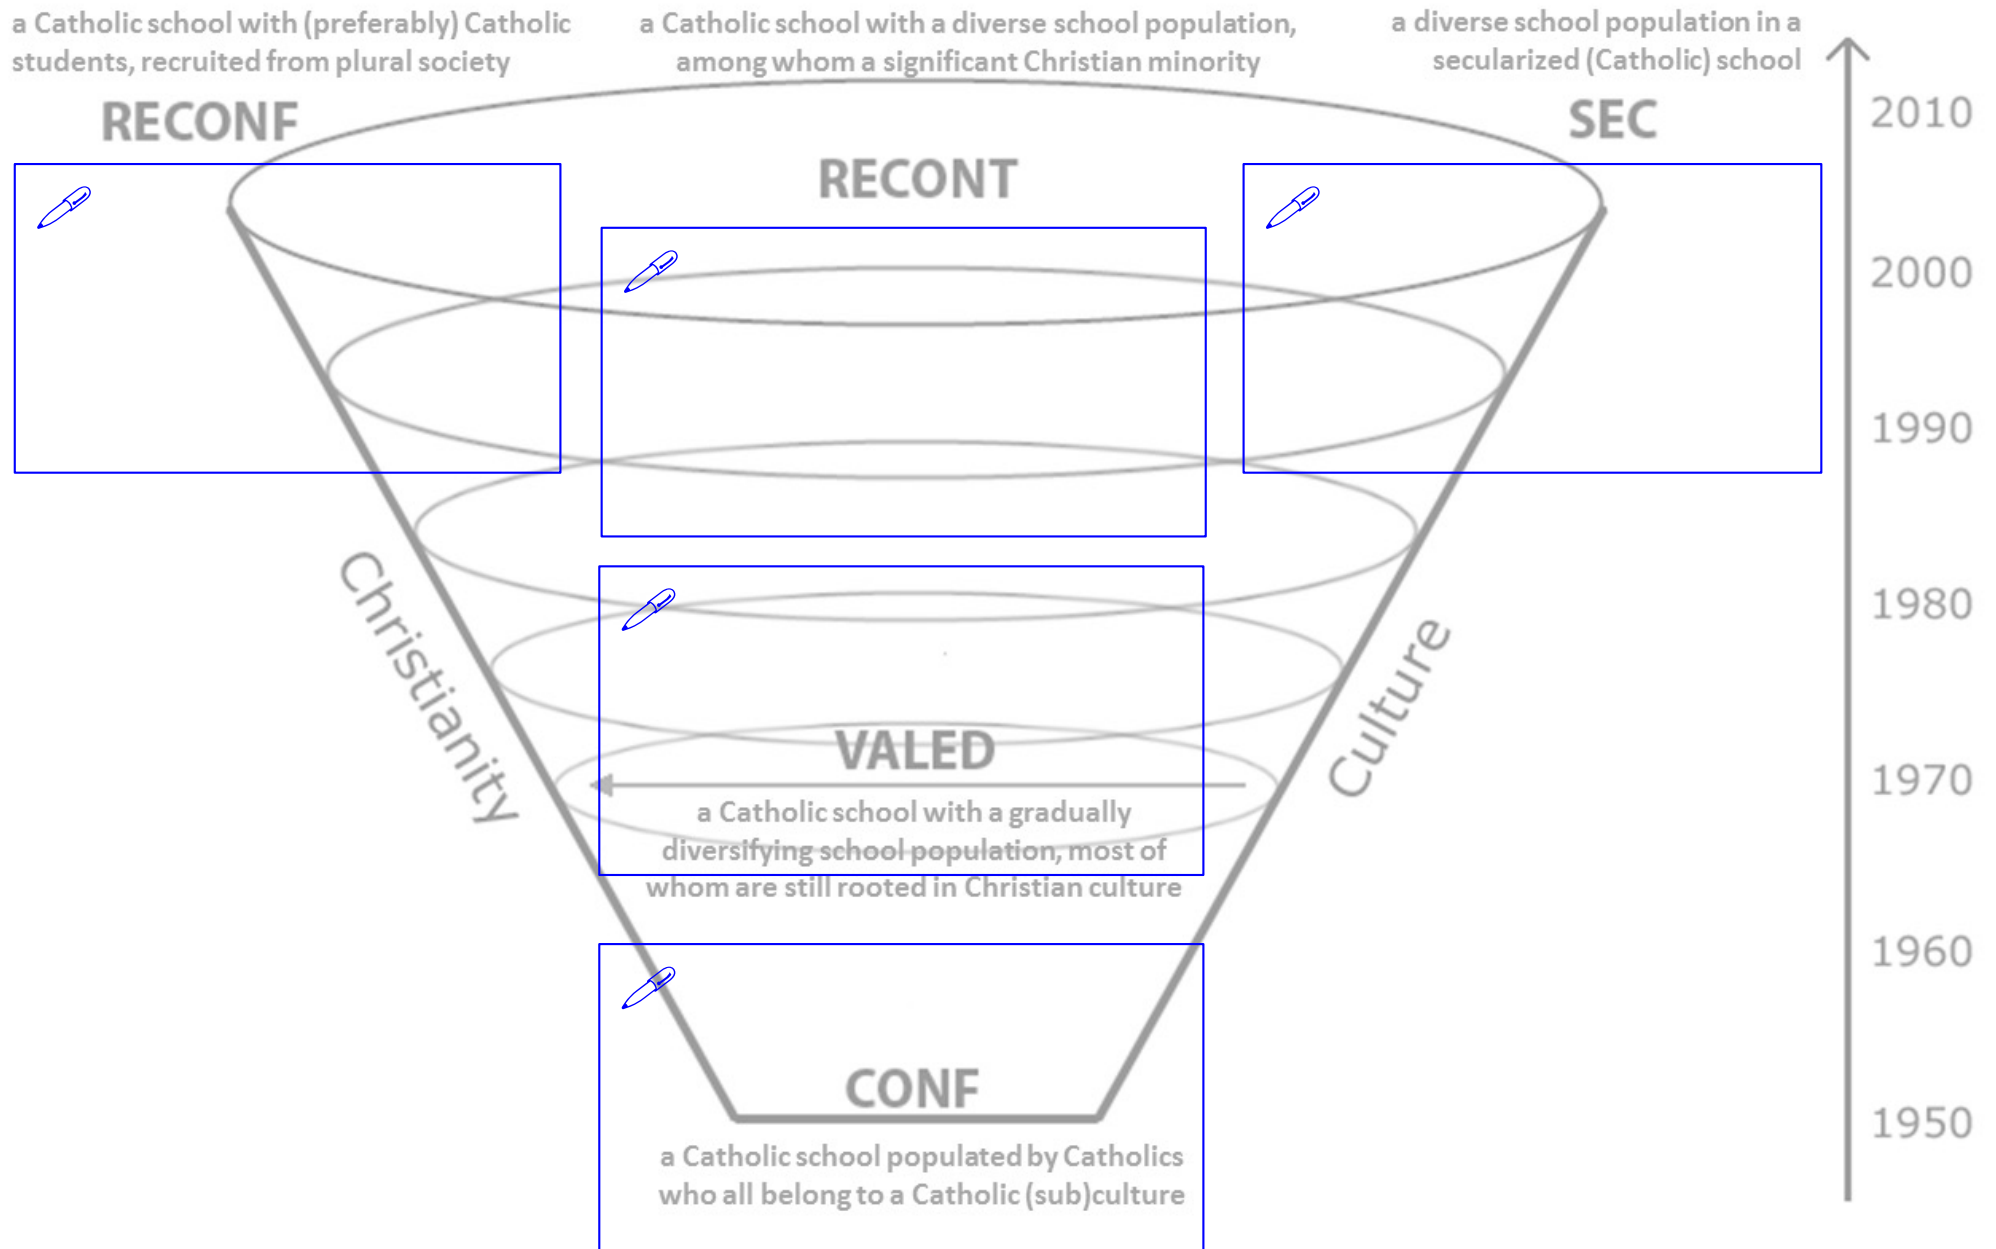 a Catholic school with (preferably) Catholic
students, recruited from plural society
a Catholic school with a diverse school population,
among whom a significant Christian minority
a diverse school population in a
secularized (Catholic) school
RECONF
RECONT
SEC
2010
2000
1990
1980
1970
1960
1950
Christianity
Culture
VALED
a Catholic school with a gradually
diversifying school population, most of
whom are still rooted in Christian culture
CONF
a Catholic school populated by Catholics
who all belong to a Catholic (sub)culture